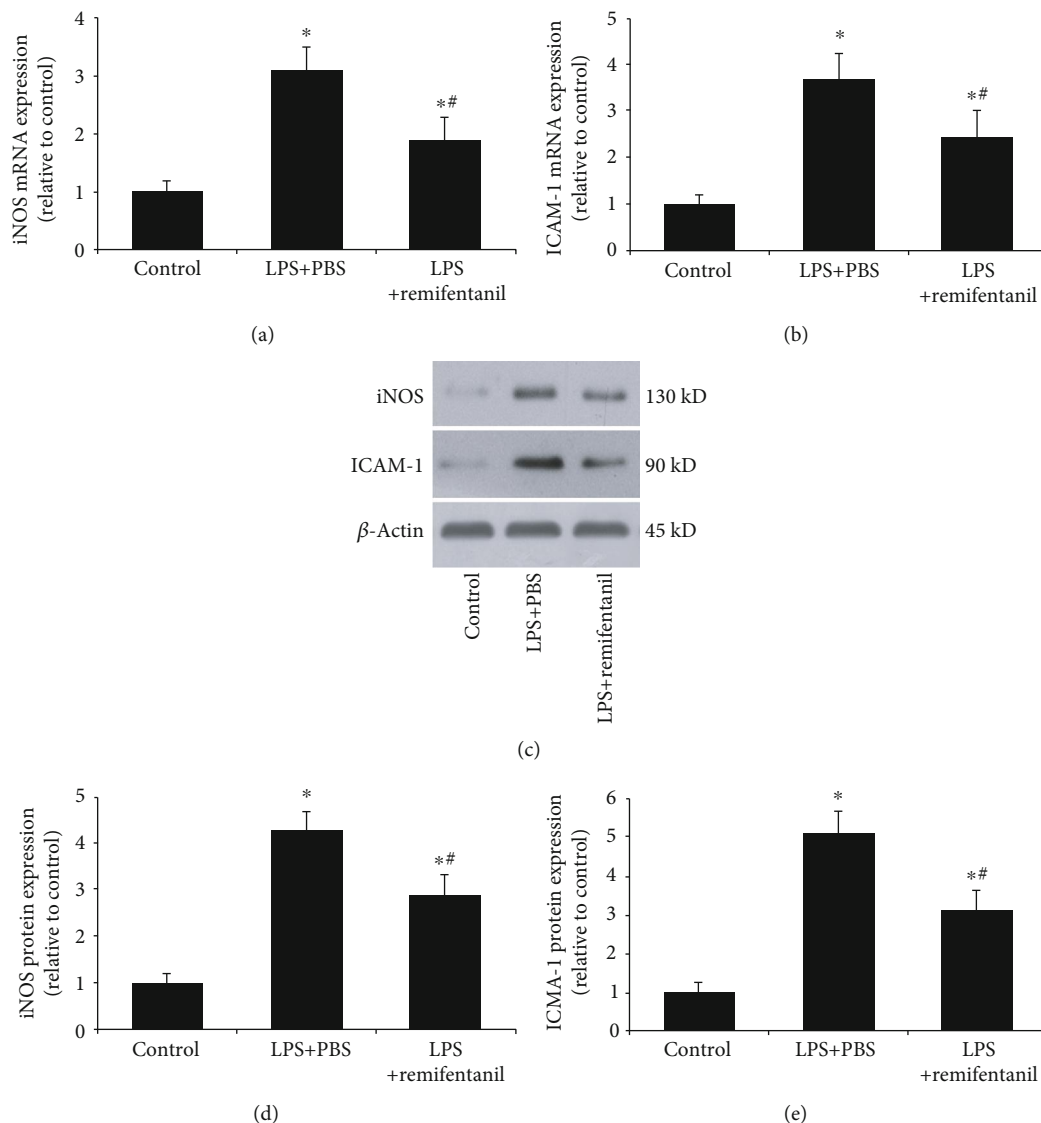 iNOS mRNA expression
(relative to control)
4
3
2
1
0
*
*#
Control
LPS+PBS
LPS
+remifentanil
(a)
ICAM-1 mRNA expression
(relative to control)
5
4
3
2
1
0
*
*#
Control
LPS+PBS
LPS
+remifentanil
(b)
iNOS
130 kD
ICAM-1
90 kD
β-Actin
45 kD
Control
LPS+PBS
LPS+remifentanil
(c)
iNOS protein expression
(relative to control)
5
4
3
2
1
0
*
*#
Control
LPS+PBS
LPS
+remifentanil
(d)
ICMA-1 protein expression
(relative to control)
6
5
4
3
2
1
0
*
*#
Control
LPS+PBS
LPS
+remifentanil
(e)